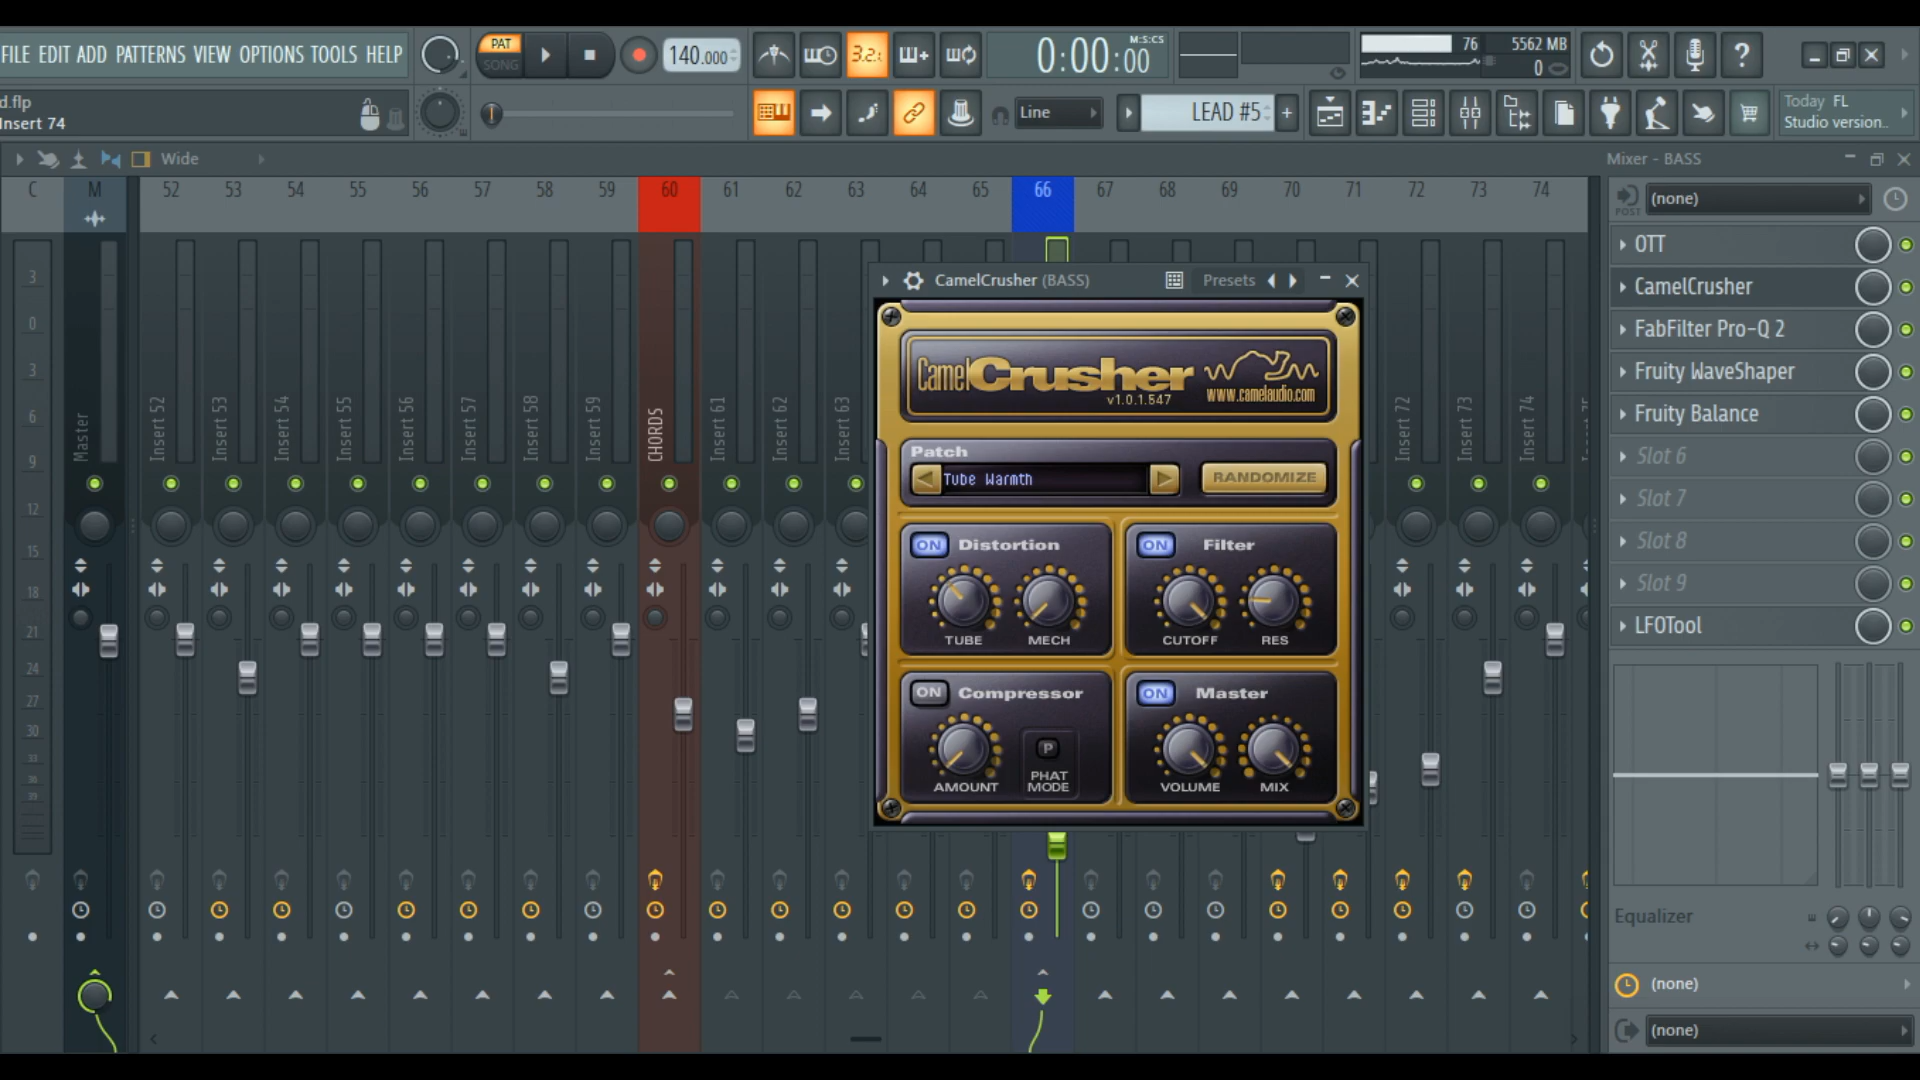 FILE EDIT ADD PATTERNS VIEW OPTIONS TOOLS HELP
PAT
SONG
140.000
3.2.
0:00:00
M:S:CS
76
5562 MB
0
d.flp
Insert 74
Line
LEAD #5
Today FL
Studio version..
Wide
Mixer - BASS
C M 52 53 54 55 56 57 58 59 60 61 62 63 64 65 66 67 68 69 70 71 72 73 74
3
0
3
6
9
12
15
18
21
24
27
30
33
36
39
Master
Insert 52
Insert 53
Insert 54
Insert 55
Insert 56
Insert 57
Insert 58
Insert 59
CHORDS
Insert 61
Insert 62
Insert 63
Insert 72
Insert 73
Insert 74
CamelCrusher (BASS)
Presets
CamelCrusher
v1.0.1.547
www.camelaudio.com
Patch
Tube Warmth
RANDOMIZE
ON Distortion
TUBE MECH
ON Filter
CUTOFF RES
ON Compressor
AMOUNT
P
PHAT
MODE
ON Master
VOLUME MIX
POST
(none)
OTT
CamelCrusher
FabFilter Pro-Q 2
Fruity WaveShaper
Fruity Balance
Slot 6
Slot 7
Slot 8
Slot 9
LFOTool
Equalizer
(none)
(none)